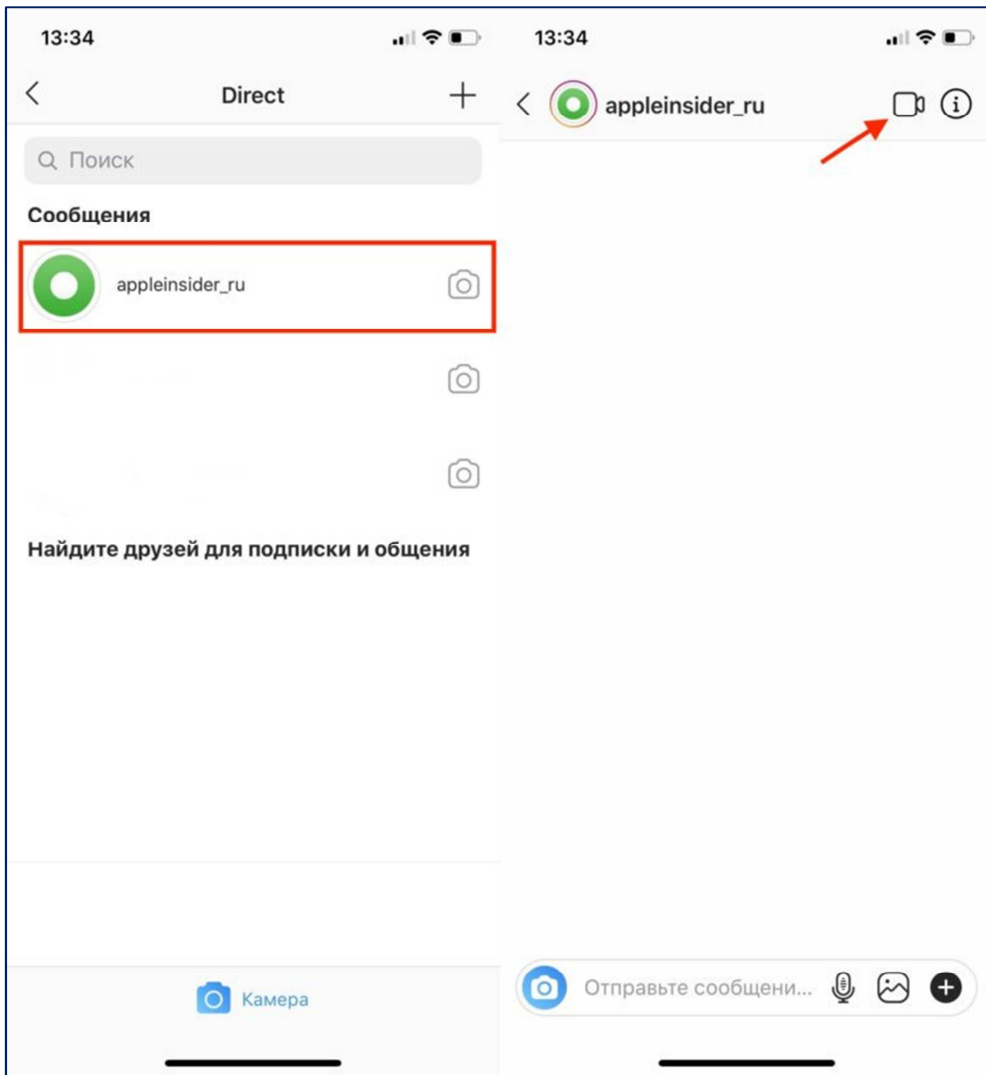 13:34
Direct
Поиск
Сообщения
appleinsider_ru
Найдите друзей для подписки и общения
Камера
13:34
appleinsider_ru
Отправьте сообщени...